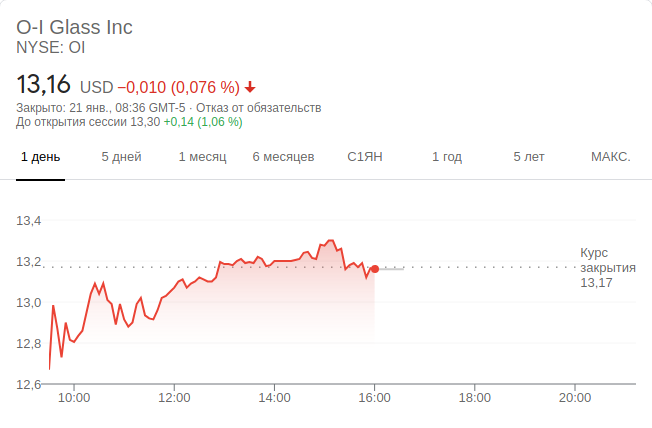 O-I Glass Inc
NYSE: OI
13,16 USD −0,010 (0,076 %)
Закрыто: 21 янв., 08:36 GMT-5 · Отказ от обязательств
До открытия сессии 13,30 +0,14 (1,06 %)
1 день 5 дней 1 месяц 6 месяцев С1ЯН 1 год 5 лет МАКС.
13,4
13,2
13,0
12,8
12,6
Курс
закрытия
13,17
10:00 12:00 14:00 16:00 18:00 20:00